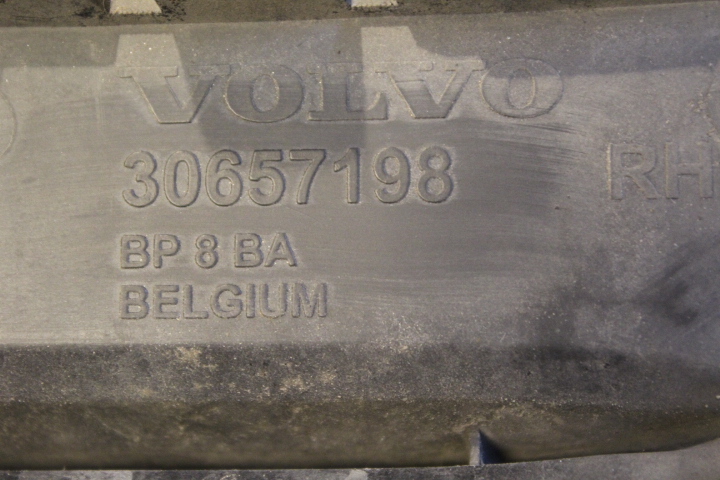 VOLVO
30657198 RH
BP 8 BA
BELGIUM